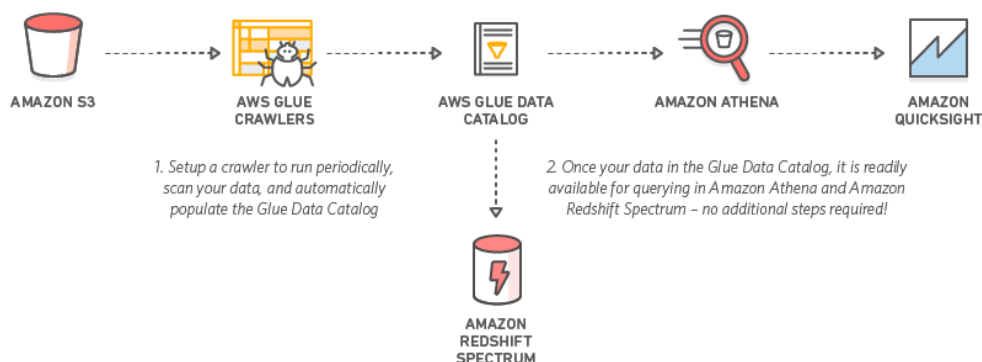 AMAZON S3
AWS GLUE
CRAWLERS
AWS GLUE DATA
CATALOG
AMAZON ATHENA
AMAZON
QUICKSIGHT
1. Setup a crawler to run periodically,
scan your data, and automatically
populate the Glue Data Catalog
2. Once your data in the Glue Data Catalog, it is readily
available for querying in Amazon Athena and Amazon
Redshift Spectrum – no additional steps required!
AMAZON
REDSHIFT
SPECTRUM